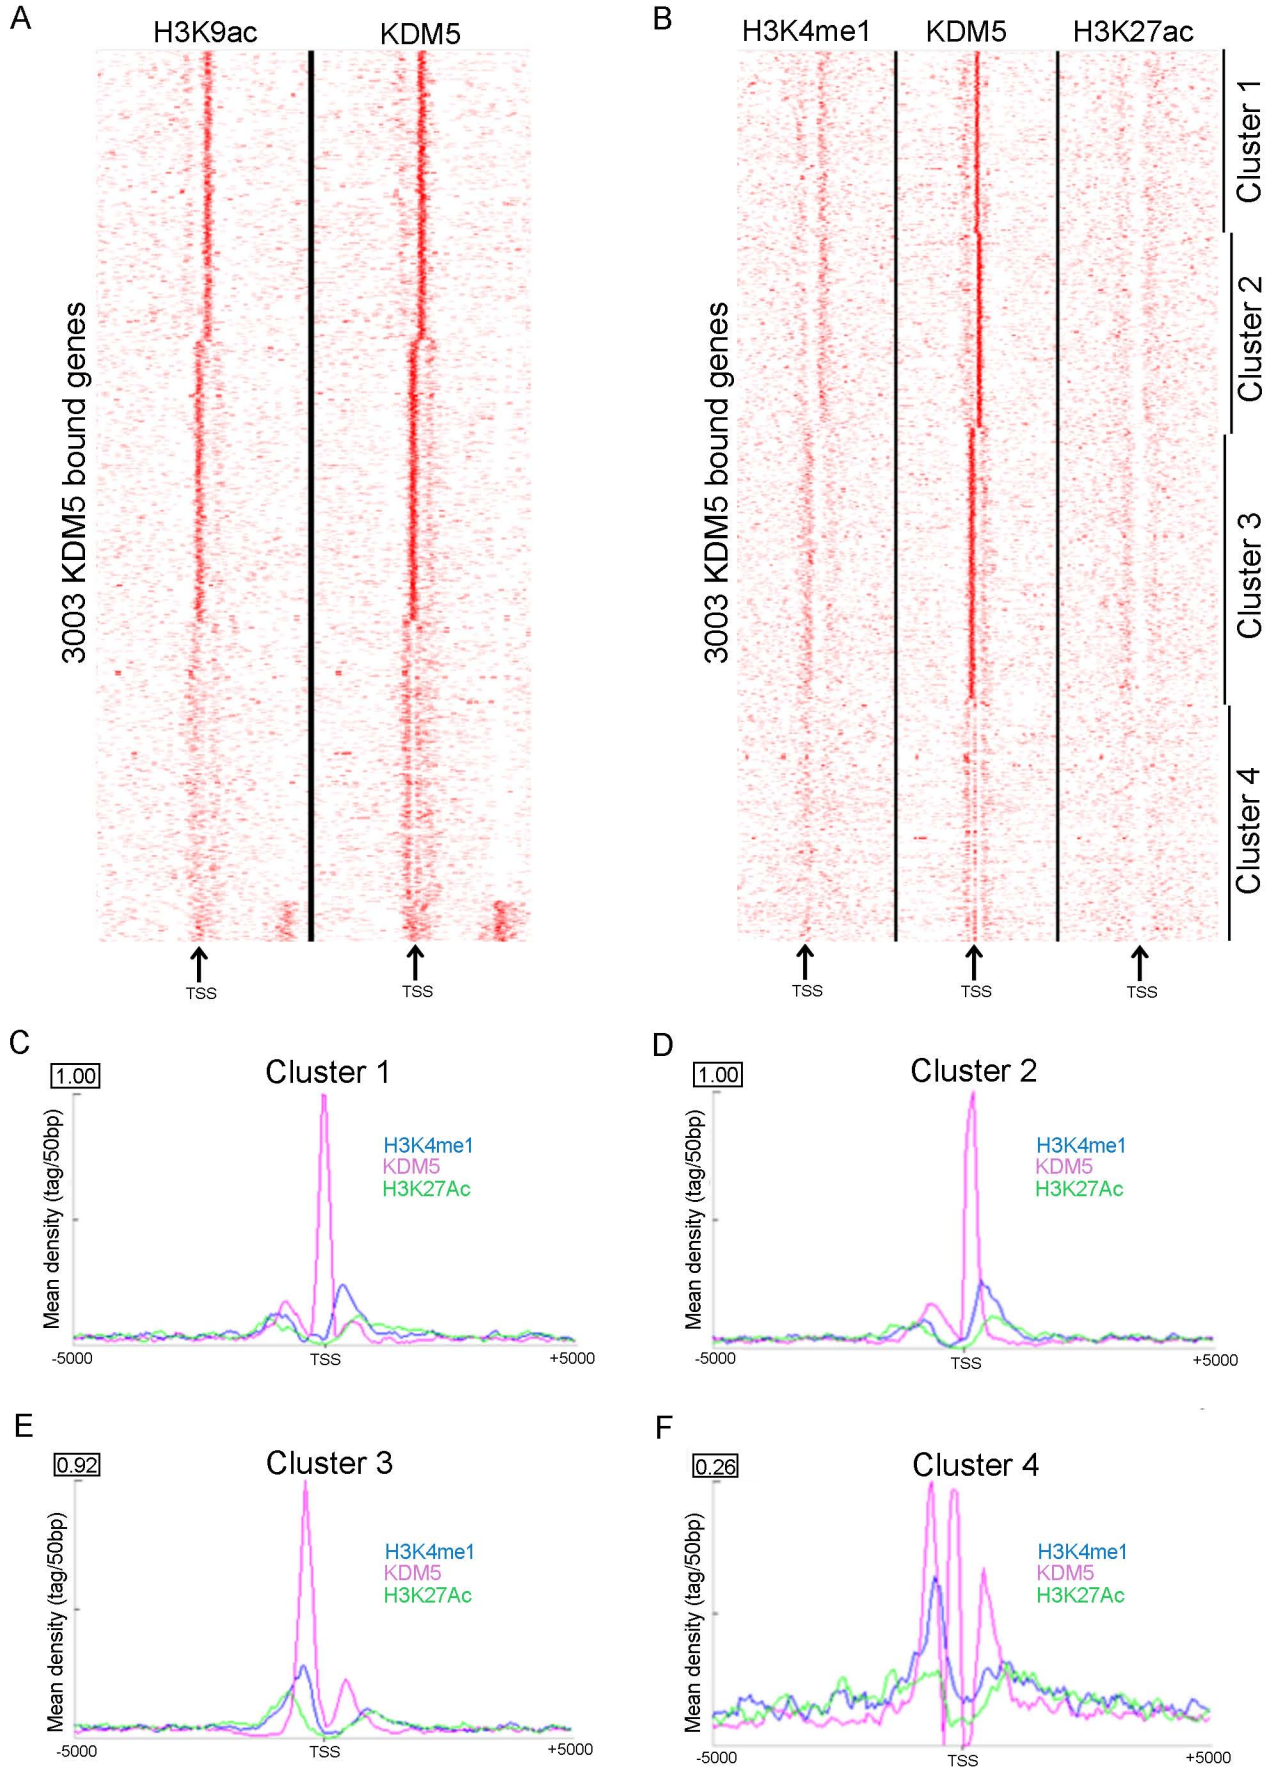 A
H3K9ac
KDM5
3003 KDM5 bound genes
TSS
TSS
B
H3K4me1
KDM5
H3K27ac
3003 KDM5 bound genes
Cluster 1
Cluster 2
Cluster 3
Cluster 4
TSS
TSS
TSS
C
Cluster 1
1.00
Mean density (tag/50bp)
H3K4me1
KDM5
H3K27Ac
-5000
TSS
+5000
D
Cluster 2
1.00
Mean density (tag/50bp)
H3K4me1
KDM5
H3K27Ac
-5000
TSS
+5000
E
Cluster 3
0.92
Mean density (tag/50bp)
H3K4me1
KDM5
H3K27Ac
-5000
TSS
+5000
F
Cluster 4
0.26
Mean density (tag/50bp)
H3K4me1
KDM5
H3K27Ac
-5000
TSS
+5000